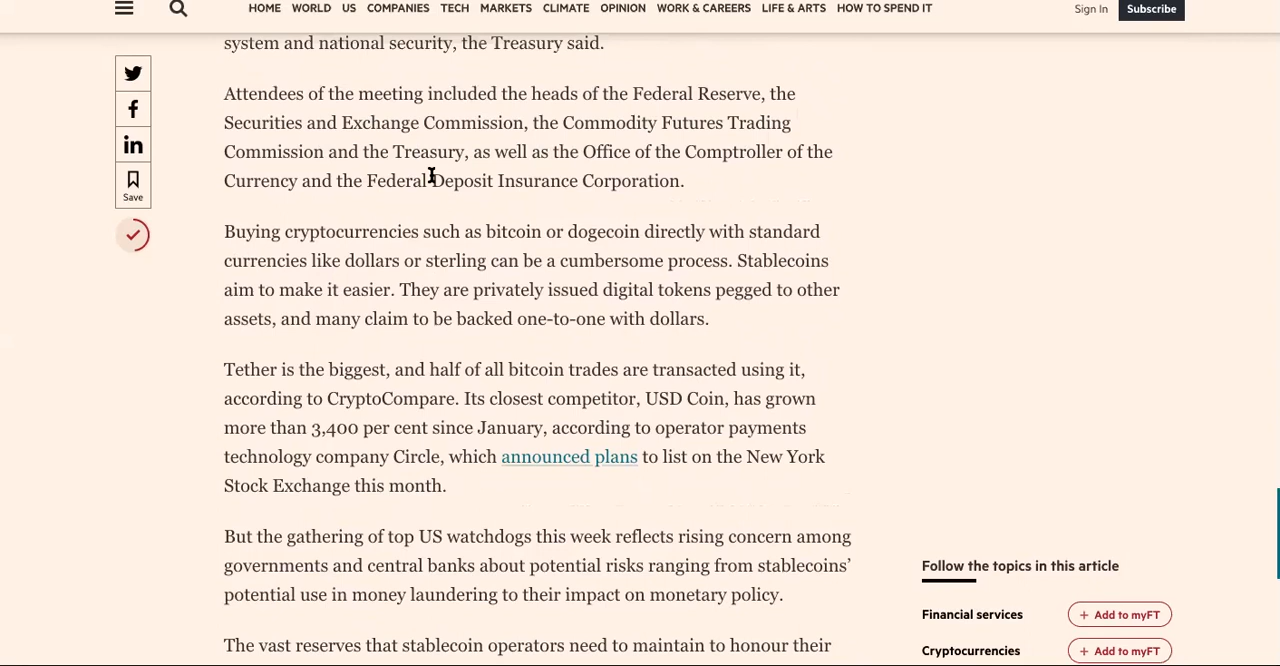 HOME WORLD US COMPANIES TECH MARKETS CLIMATE OPINION WORK & CAREERS LIFE & ARTS HOW TO SPEND IT
Sign In Subscribe
system and national security, the Treasury said.
Attendees of the meeting included the heads of the Federal Reserve, the
Securities and Exchange Commission, the Commodity Futures Trading
Commission and the Treasury, as well as the Office of the Comptroller of the
Currency and the Federal Deposit Insurance Corporation.
Save
Buying cryptocurrencies such as bitcoin or dogecoin directly with standard
currencies like dollars or sterling can be a cumbersome process. Stablecoins
aim to make it easier. They are privately issued digital tokens pegged to other
assets, and many claim to be backed one-to-one with dollars.
Tether is the biggest, and half of all bitcoin trades are transacted using it,
according to CryptoCompare. Its closest competitor, USD Coin, has grown
more than 3,400 per cent since January, according to operator payments
technology company Circle, which announced plans to list on the New York
Stock Exchange this month.
But the gathering of top US watchdogs this week reflects rising concern among
governments and central banks about potential risks ranging from stablecoins’
potential use in money laundering to their impact on monetary policy.
The vast reserves that stablecoin operators need to maintain to honour their
Follow the topics in this article
Financial services + Add to myFT
Cryptocurrencies + Add to myFT